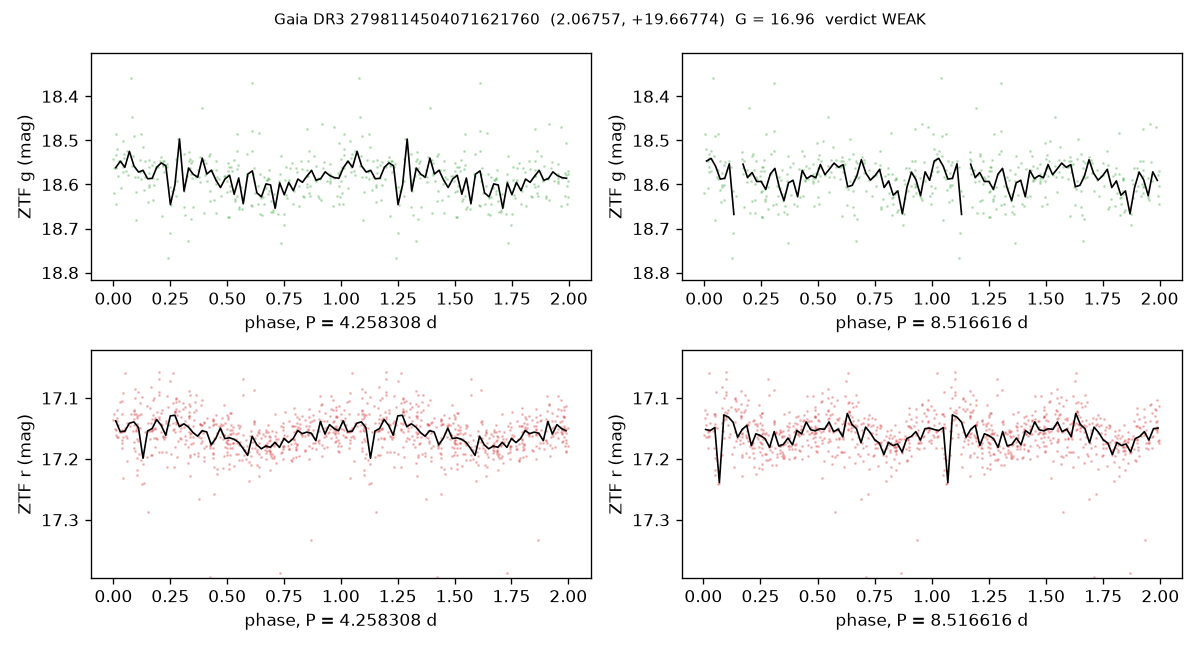 Gaia DR3 2798114504071621760 (2.06757, +19.66774) G = 16.96 verdict WEAK
ZTF g (mag)
18.4
18.5
18.6
18.7
18.8
0.00 0.25 0.50 0.75 1.00 1.25 1.50 1.75 2.00
phase, P = 4.258308 d
ZTF g (mag)
18.4
18.5
18.6
18.7
18.8
0.00 0.25 0.50 0.75 1.00 1.25 1.50 1.75 2.00
phase, P = 8.516616 d
ZTF r (mag)
17.1
17.2
17.3
0.00 0.25 0.50 0.75 1.00 1.25 1.50 1.75 2.00
phase, P = 4.258308 d
ZTF r (mag)
17.1
17.2
17.3
0.00 0.25 0.50 0.75 1.00 1.25 1.50 1.75 2.00
phase, P = 8.516616 d